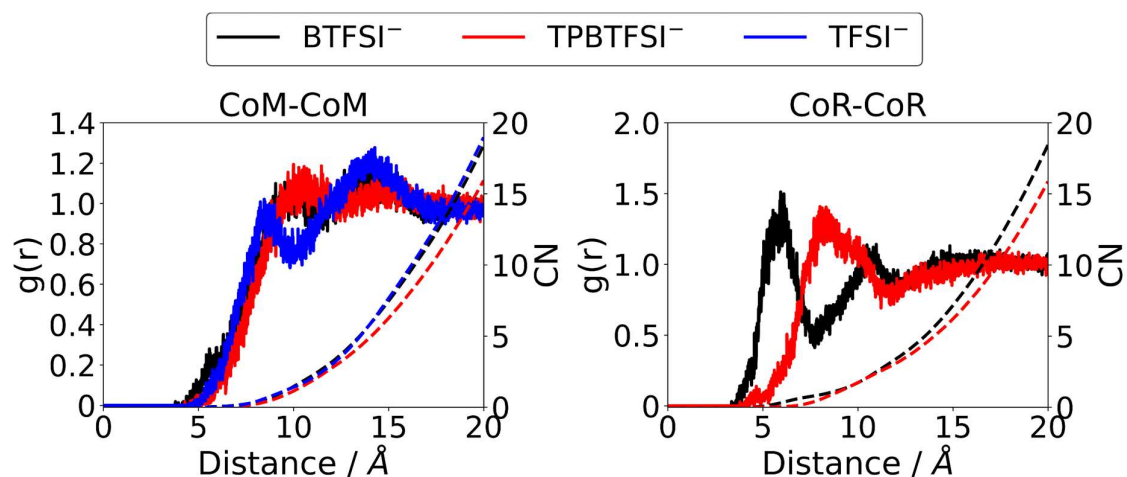 BTFSI⁻ TPBTFSI⁻ TFSI⁻
CoM-CoM
1.4
1.2
1.0
0.8
0.6
0.4
0.2
0
g(r)
20
15
10
5
0
CN
0 5 10 15 20
Distance / Å
CoR-CoR
2.0
1.5
1.0
0.5
0
g(r)
20
15
10
5
0
CN
0 5 10 15 20
Distance / Å